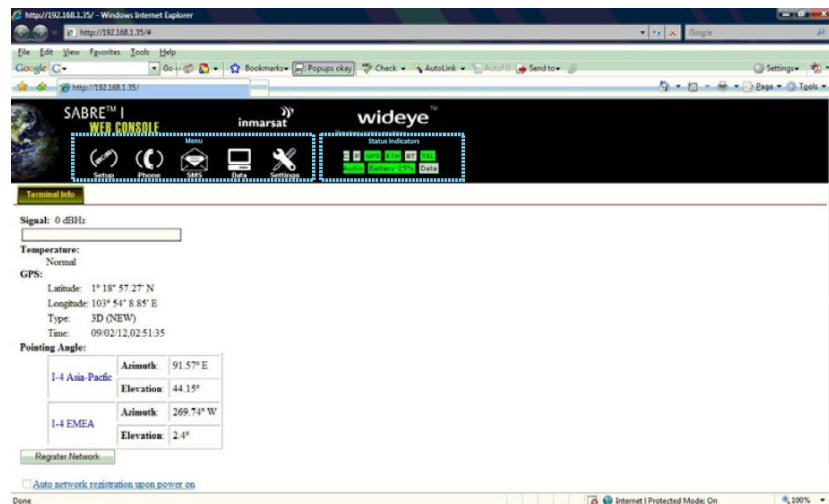 http://192.168.1.35/ - Windows Internet Explorer
http://192.168.1.35/#
Google
File Edit View Favorites Tools Help
Google G Go Bookmarks Popups okay Check AutoLink AutoFill Send to Settings
http://192.168.1.35/ Page Tools
SABRE™ I
WEB CONSOLE
inmarsat
wideye™
Menu
Status Indicators
Setup Phone SMS Data Settings
GPS ETH BT TEL
Audio Battery 29% Data
Terminal Info
Signal: 0 dBHz
Temperature:
Normal
GPS:
Latitude: 1° 18" 57.27' N
Longitude: 103° 54" 8.85' E
Type: 3D (NEW)
Time: 09/02/12,02:51:35
Pointing Angle:
I-4 Asia-Pacfic
Azimuth: 91.57° E
Elevation: 44.15°
I-4 EMEA
Azimuth: 269.74° W
Elevation: 2.4°
Register Network
Auto network registration upon power on
Done Internet | Protected Mode: On 100%